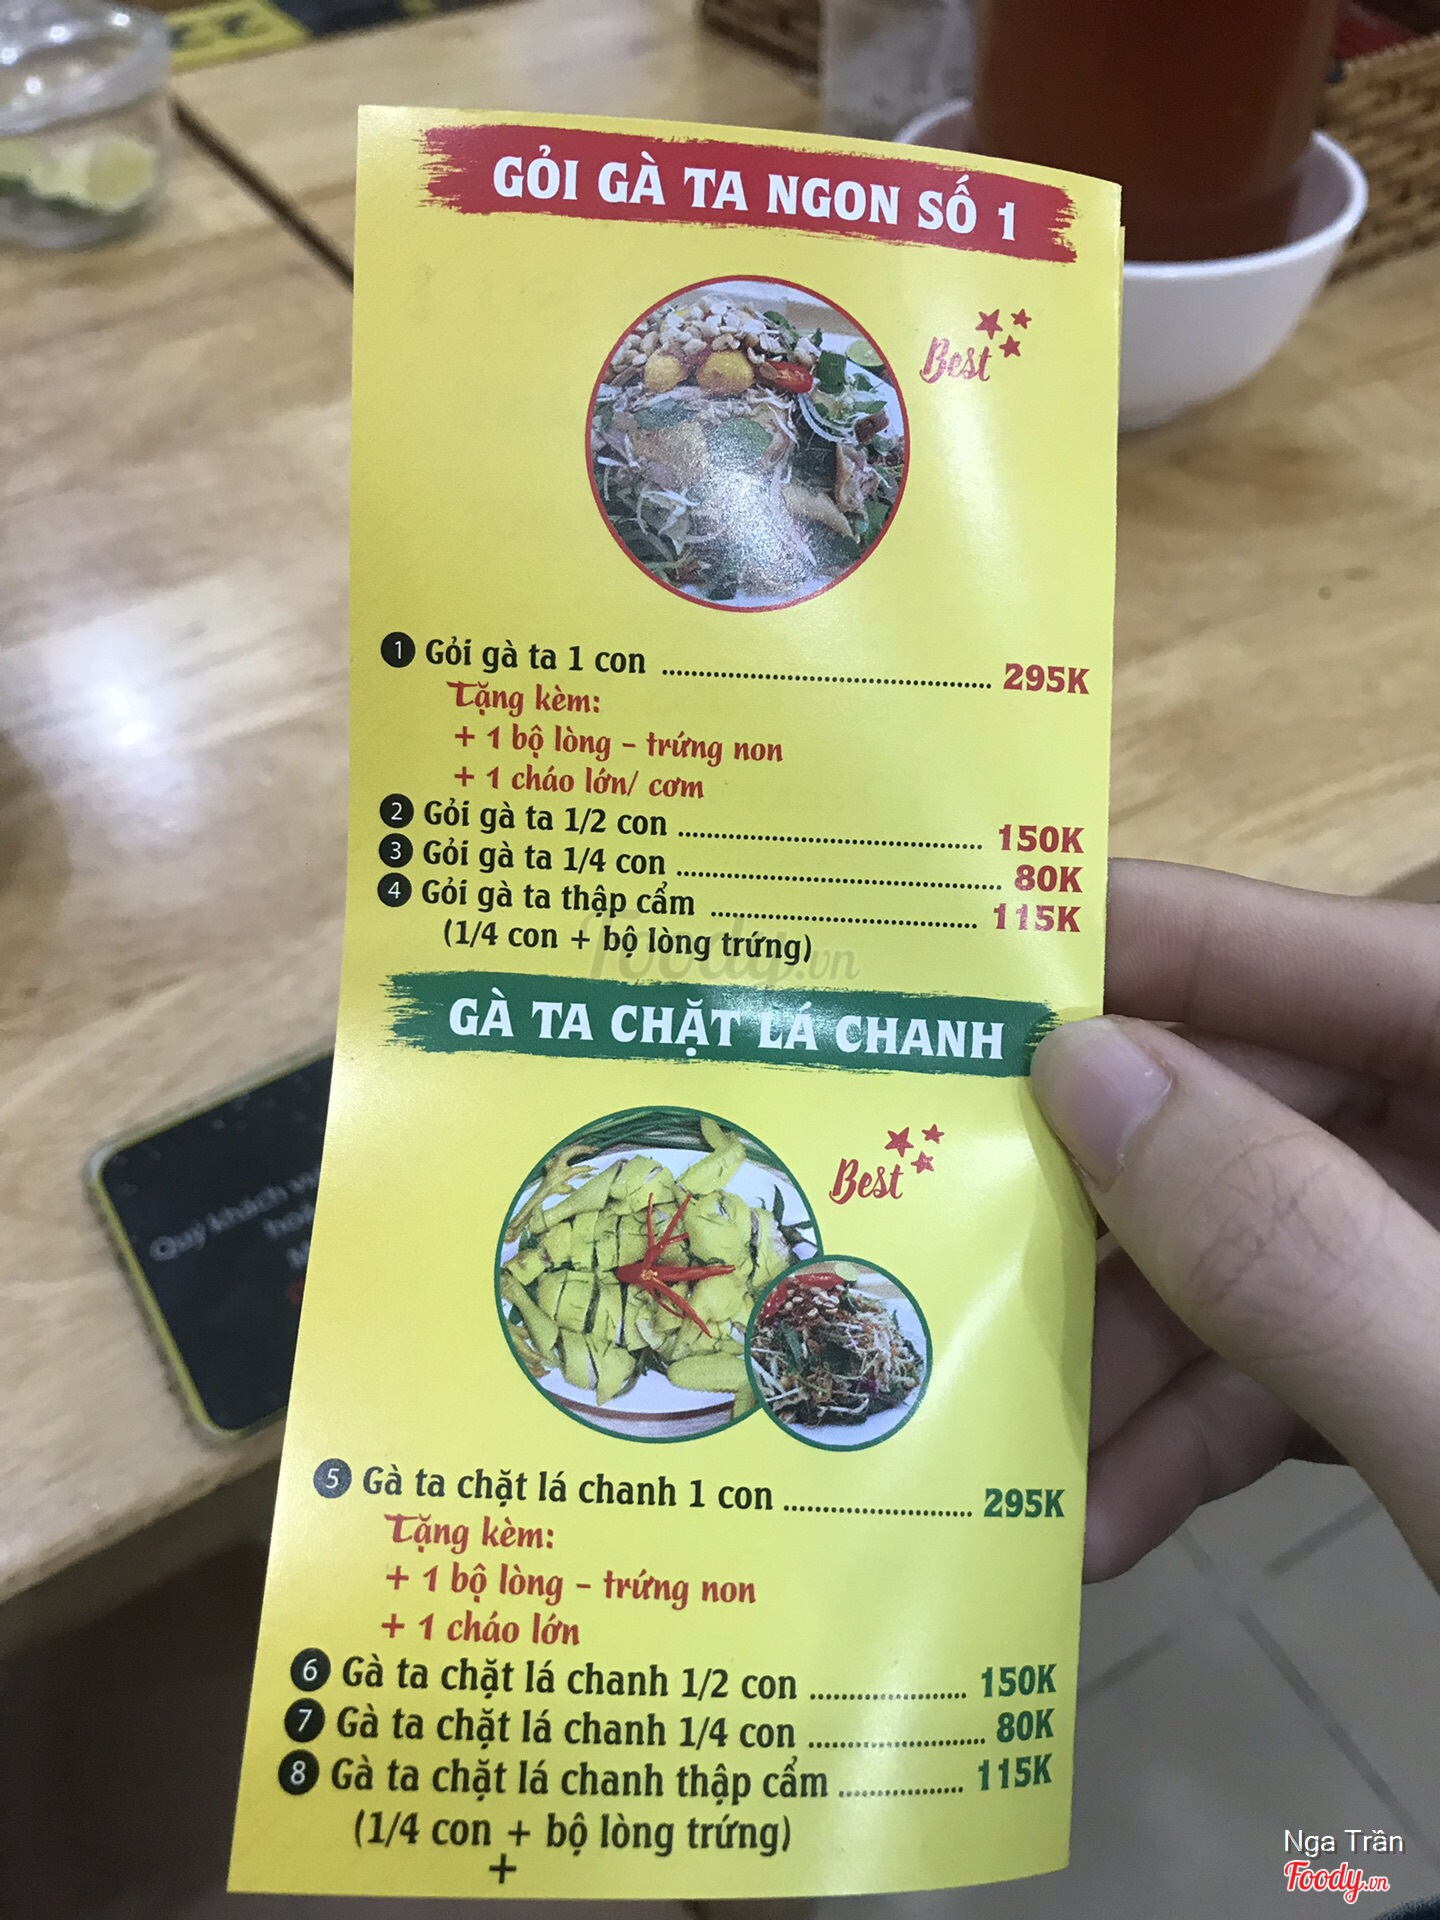 GỎI GÀ TA NGON SỐ 1
Best
1 Gỏi gà ta 1 con ........ 295K
Tặng kèm:
+ 1 bộ lòng - trứng non
+ 1 cháo lớn/ cơm
2 Gỏi gà ta 1/2 con ........ 150K
3 Gỏi gà ta 1/4 con ........ 80K
4 Gỏi gà ta thập cẩm ........ 115K
(1/4 con + bộ lòng trứng)
Foody.vn
GÀ TA CHẶT LÁ CHANH
Best
Quý khách
5 Gà ta chặt lá chanh 1 con ........ 295K
Tặng kèm:
+ 1 bộ lòng - trứng non
+ 1 cháo lớn
6 Gà ta chặt lá chanh 1/2 con ........ 150K
7 Gà ta chặt lá chanh 1/4 con ........ 80K
8 Gà ta chặt lá chanh thập cẩm ........ 115K
(1/4 con + bộ lòng trứng)
+
Nga Trần
Foody.vn